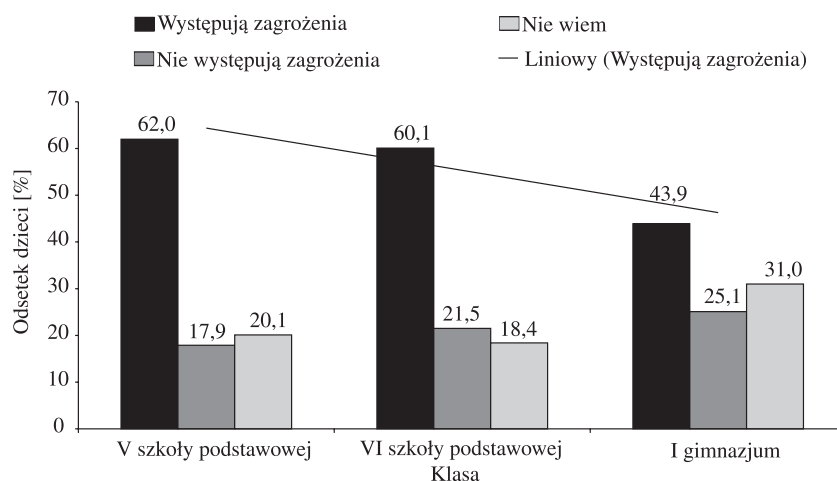 Występują zagrożenia
Nie wiem
Nie występują zagrożenia
Liniowy (Występują zagrożenia)
Odsetek dzieci [%]
70
60
50
40
30
20
10
0
62,0
17,9
20,1
60,1
21,5
18,4
43,9
25,1
31,0
V szkoły podstawowej
VI szkoły podstawowej
I gimnazjum
Klasa